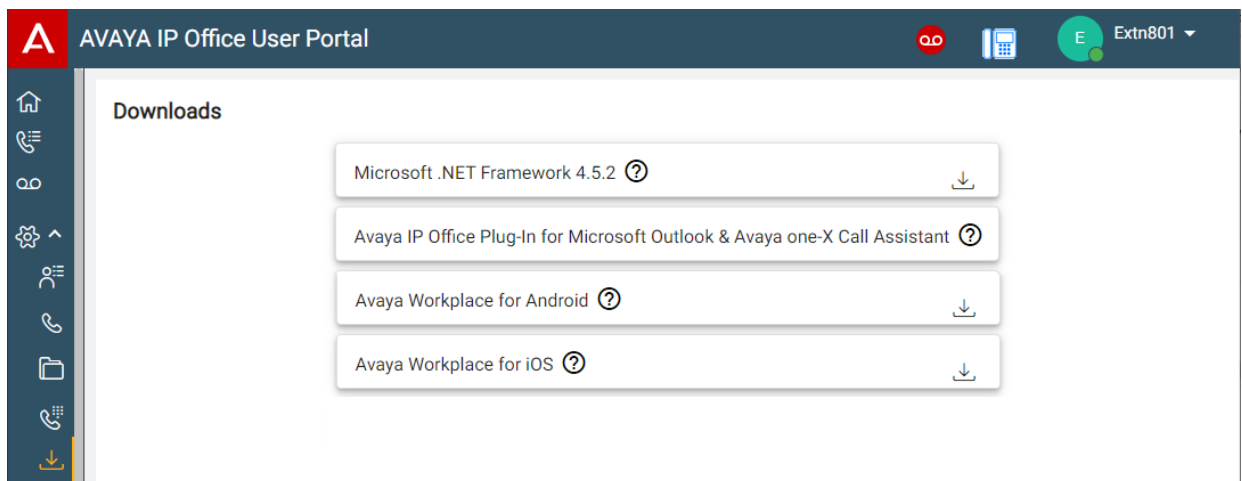 AVAYA IP Office User Portal
E
Extn801
Downloads
Microsoft .NET Framework 4.5.2
Avaya IP Office Plug-In for Microsoft Outlook & Avaya one-X Call Assistant
Avaya Workplace for Android
Avaya Workplace for iOS